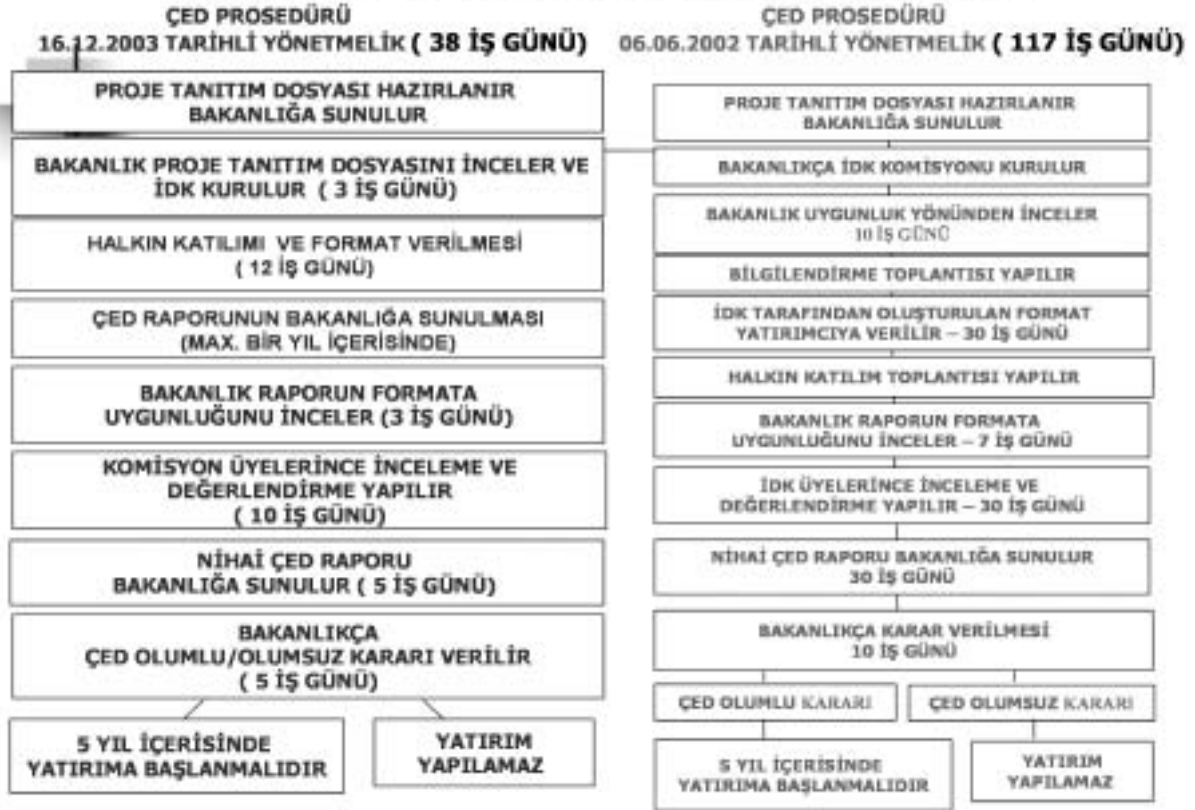 ÇED PROSEDÜRÜ
16.12.2003 TARİHLİ YÖNETMELİK ( 38 İŞ GÜNÜ)
PROJE TANITIM DOSYASI HAZIRLANIR
BAKANLIĞA SUNULUR
BAKANLIK PROJE TANITIM DOSYASINI İNCELER VE
İDK KURULUR ( 3 İŞ GÜNÜ)
HALKIN KATILIMI VE FORMAT VERİLMESİ
( 12 İŞ GÜNÜ)
ÇED RAPORUNUN BAKANLIĞA SUNULMASI
(MAX. BİR YIL İÇERİSİNDE)
BAKANLIK RAPORUN FORMATA
UYGUNLUĞUNU İNCELER (3 İŞ GÜNÜ)
KOMİSYON ÜYELERİNCE İNCELEME VE
DEĞERLENDİRME YAPILIR
( 10 İŞ GÜNÜ)
NİHAİ ÇED RAPORU
BAKANLIĞA SUNULUR ( 5 İŞ GÜNÜ)
BAKANLIKÇA
ÇED OLUMLU/OLUMSUZ KARARI VERİLİR
( 5 İŞ GÜNÜ)
5 YIL İÇERİSİNDE
YATIRIMA BAŞLANMALIDIR
YATIRIM
YAPILAMAZ
ÇED PROSEDÜRÜ
06.06.2002 TARİHLİ YÖNETMELİK ( 117 İŞ GÜNÜ)
PROJE TANITIM DOSYASI HAZIRLANIR
BAKANLIĞA SUNULUR
BAKANLIKÇA İDK KOMİSYONU KURULUR
BAKANLIK UYGUNLUK YÖNÜNDEN İNCELER
10 İŞ GÜNÜ
BİLGİLENDİRME TOPLANTISI YAPILIR
İDK TARAFINDAN OLUŞTURULAN FORMAT
YATIRIMCIYA VERİLİR – 30 İŞ GÜNÜ
HALKIN KATILIM TOPLANTISI YAPILIR
BAKANLIK RAPORUN FORMATA
UYGUNLUĞUNU İNCELER – 7 İŞ GÜNÜ
İDK ÜYELERİNCE İNCELEME VE
DEĞERLENDİRME YAPILIR – 30 İŞ GÜNÜ
NİHAİ ÇED RAPORU BAKANLIĞA SUNULUR
30 İŞ GÜNÜ
BAKANLIKÇA KARAR VERİLMESİ
10 İŞ GÜNÜ
ÇED OLUMLU KARARI
ÇED OLUMSUZ KARARI
5 YIL İÇERİSİNDE
YATIRIMA BAŞLANMALIDIR
YATIRIM
YAPILAMAZ